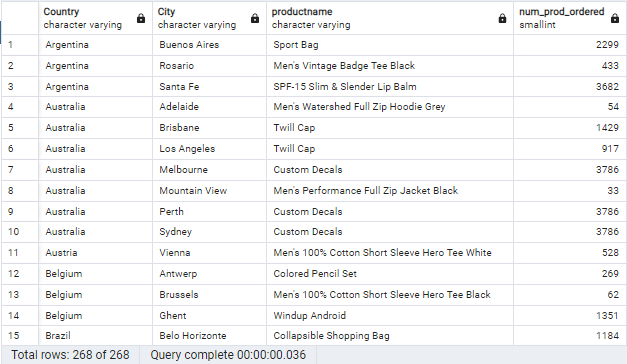 Country City productname num_prod_ordered
character varying character varying character varying smallint
1 Argentina Buenos Aires Sport Bag 2299
2 Argentina Rosario Men's Vintage Badge Tee Black 433
3 Argentina Santa Fe SPF-15 Slim & Slender Lip Balm 3682
4 Australia Adelaide Men's Watershed Full Zip Hoodie Grey 54
5 Australia Brisbane Twill Cap 1429
6 Australia Los Angeles Twill Cap 917
7 Australia Melbourne Custom Decals 3786
8 Australia Mountain View Men's Performance Full Zip Jacket Black 33
9 Australia Perth Custom Decals 3786
10 Australia Sydney Custom Decals 3786
11 Austria Vienna Men's 100% Cotton Short Sleeve Hero Tee White 528
12 Belgium Antwerp Colored Pencil Set 269
13 Belgium Brussels Men's 100% Cotton Short Sleeve Hero Tee Black 62
14 Belgium Ghent Windup Android 1351
15 Brazil Belo Horizonte Collapsible Shopping Bag 1184
Total rows: 268 of 268 Query complete 00:00:00.036